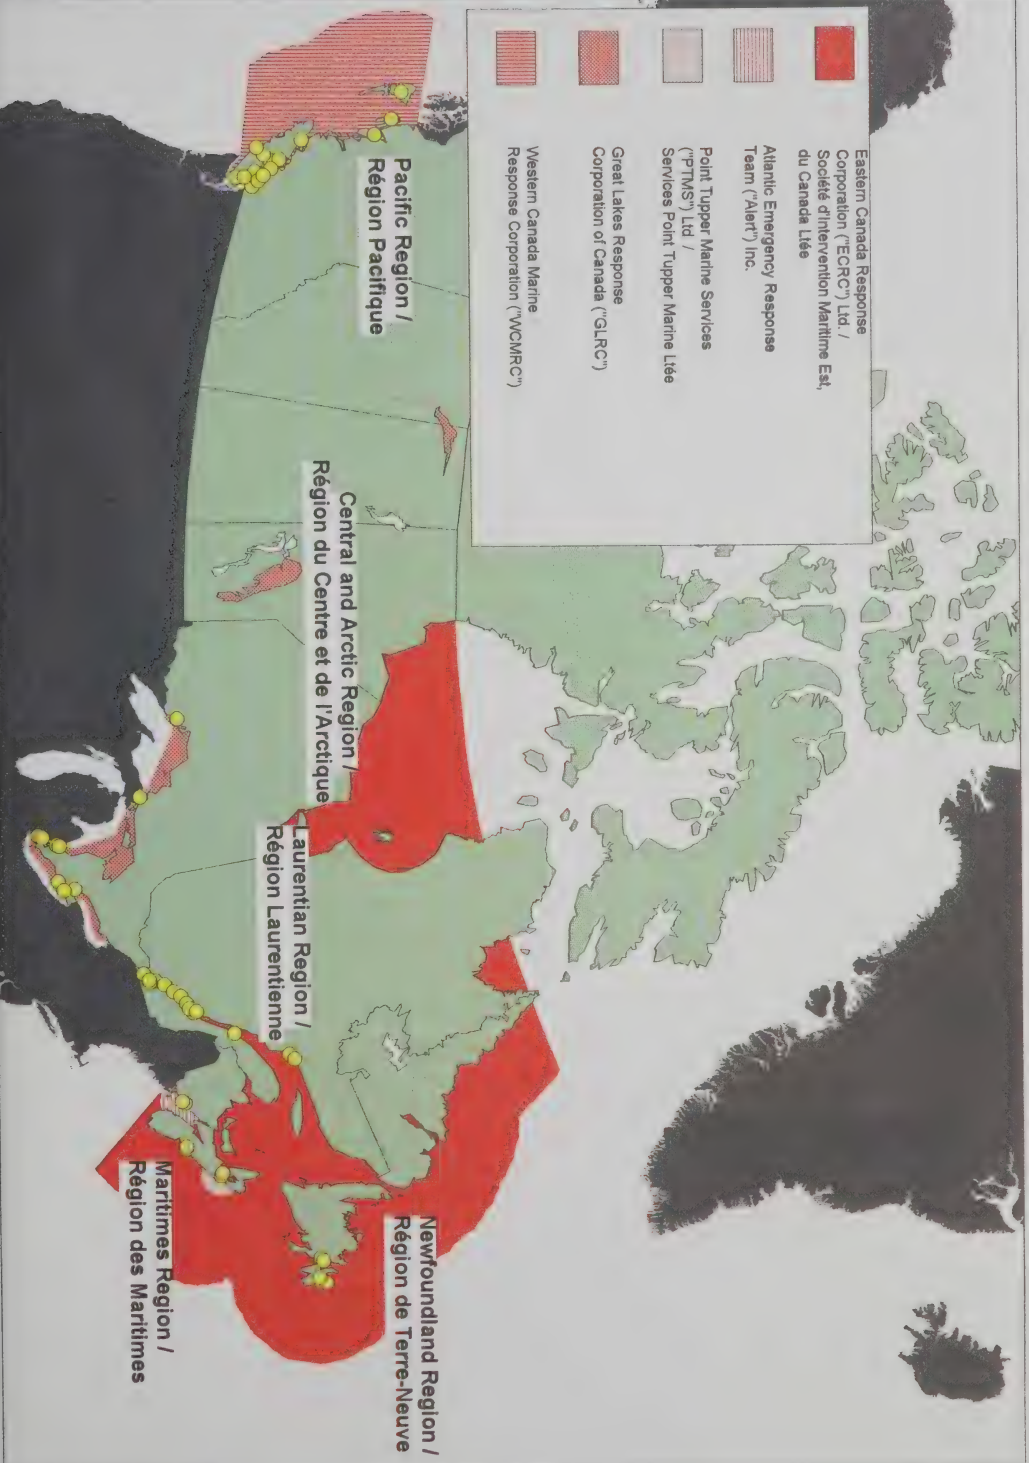 Eastern Canada Response
Corporation ("ECRC") Ltd. /
Société d'Intervention Maritime Est,
du Canada Ltée
Atlantic Emergency Response
Team ("Alert") Inc.
Point Tupper Marine Services
("PTMS") Ltd /
Services Point Tupper Marine Ltée
Great Lakes Response
Corporation of Canada ("GLRC")
Western Canada Marine
Response Corporation ("WCMRC")
Pacific Region /
Région Pacifique
Central and Arctic Region /
Région du Centre et de l'Arctique
Laurentian Region /
Région Laurentienne
Newfoundland Region /
Région de Terre-Neuve
Maritimes Region /
Région des Maritimes